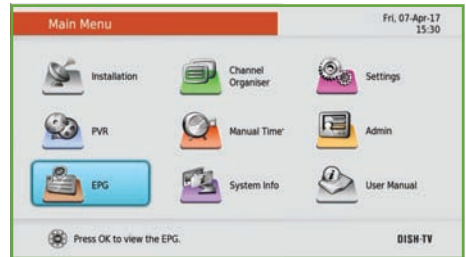 Main Menu
Fri, 07-Apr-17
15:30
Installation
Channel
Organiser
Settings
PVR
Manual Time'
Admin
EPG
System Info
User Manual
Press OK to view the EPG.
DISH-TV